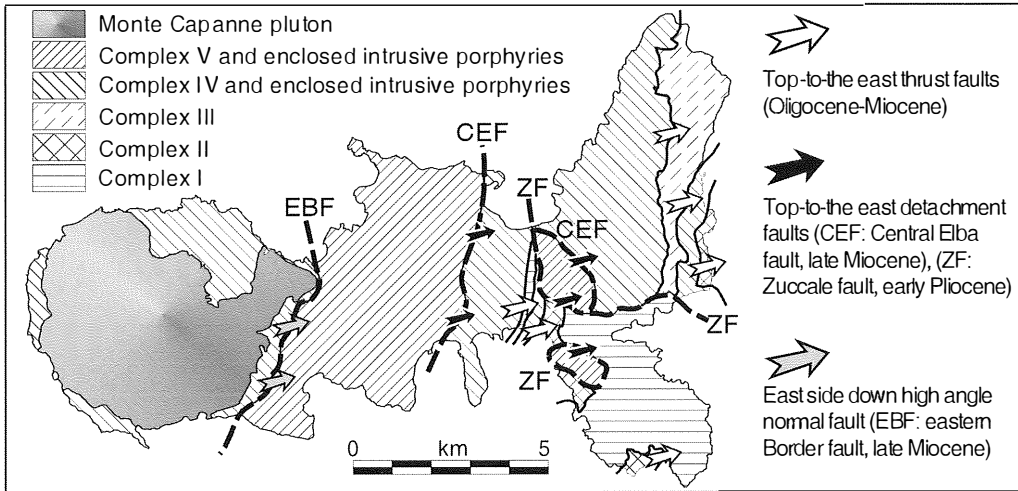 Monte Capanne pluton
Complex V and enclosed intrusive porphyries
Complex IV and enclosed intrusive porphyries
Complex III
Complex II
Complex I
EBF
CEF
ZF
CEF
ZF
ZF
0 km 5
Top-to-the east thrust faults
(Oligocene-Miocene)
Top-to-the east detachment
faults (CEF: Central Elba
fault, late Miocene), (ZF:
Zuccale fault, early Pliocene)
East side down high angle
normal fault (EBF: eastern
Border fault, late Miocene)